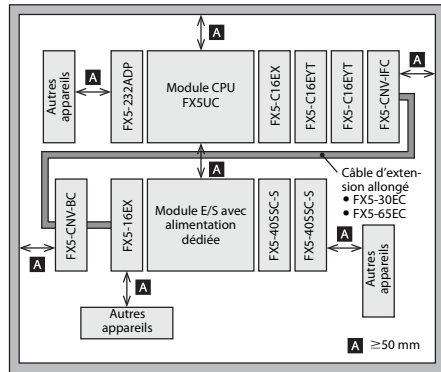 A
Autres
appareils
A
FX5-232ADP
Module CPU
FX5UC
FX5-C16EX
FX5-C16EYT
FX5-C16EYT
FX5-CNV-IFC
A
A
Câble d'exten-
sion allongé
• FX5-30EC
• FX5-65EC
FX5-CNV-BC
A
FX5-16EX
Module E/S avec
alimentation
dédiée
FX5-40SSC-S
FX5-40SSC-S
A
Autres
appareils
A
Autres
appareils
A ≥50 mm